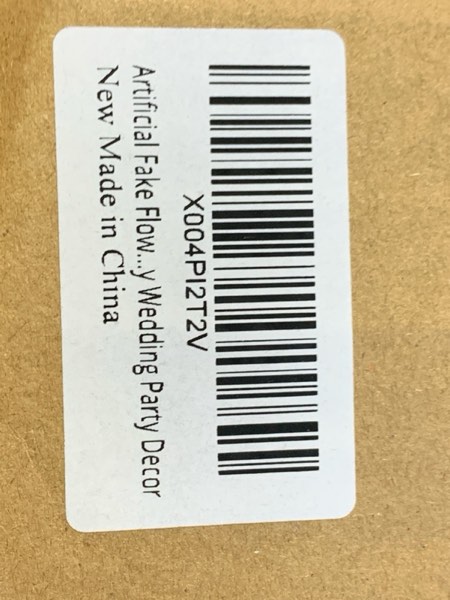 X004PI2T2V
Artificial Fake Flow...y Wedding Party Decor
New Made in China